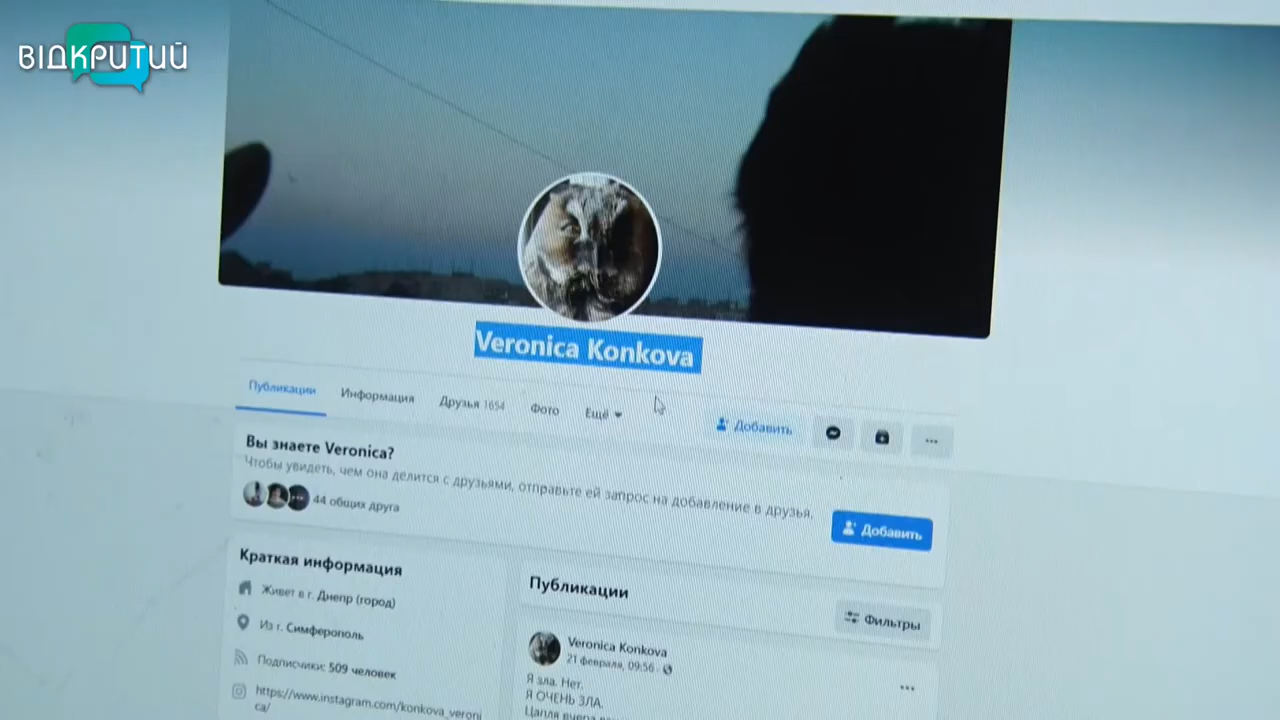 ВІДКРИТИЙ
Veronica Konkova
Публикации
Информация
Друзья 1654
Фото
Ещё
Добавить
Вы знаете Veronica?
Чтобы увидеть, чем она делится с друзьями, отправьте ей запрос на добавление в друзья.
44 общих друга
Добавить
Краткая информация
Живет в г. Днепр (город)
Из г. Симферополь
Подписчики: 509 человек
https://www.instagram.com/konkova_veroni
ca/
Публикации
Фильтры
Veronica Konkova
21 февраля, 09:56
Я зла. Нет.
Я ОЧЕНЬ ЗЛА.
Цапля вчера